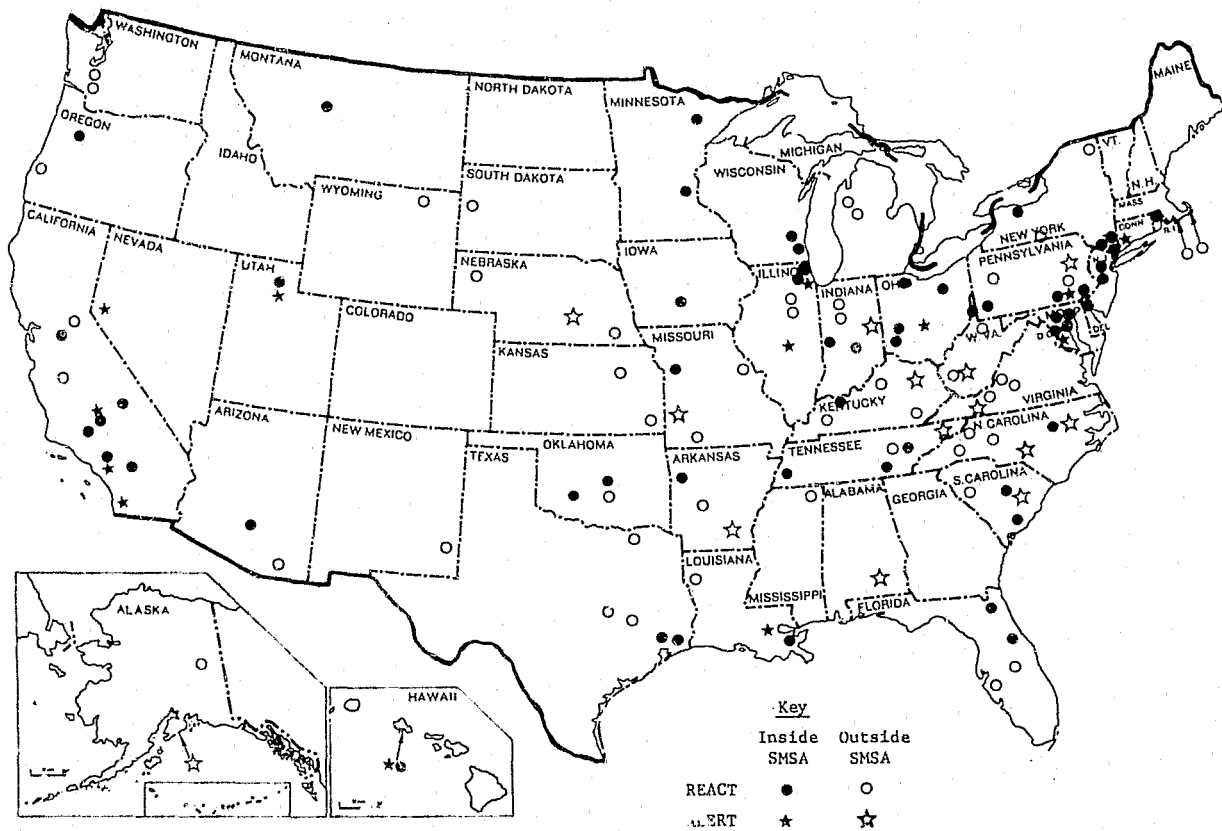 WASHINGTON
MONTANA
NORTH DAKOTA
MINNESOTA
MAINE
OREGON
IDAHO
MICHIGAN
VT.
WISCONSIN
SOUTH DAKOTA
N.H.
WYOMING
MASS
CONN
R.I.
CALIFORNIA
NEVADA
NEW YORK
PENNSYLVANIA
UTAH
NEBRASKA
IOWA
INDIANA
COLORADO
MISSOURI
DEL
W. VA.
KANSAS
KENTUCKY
VIRGINIA
ARIZONA
NEW MEXICO
N. CAROLINA
OKLAHOMA
TENNESSEE
TEXAS
ARKANSAS
S. CAROLINA
ALABAMA
GEORGIA
LOUISIANA
MISSISSIPPI
FLORIDA
ALASKA
HAWAII
Key
Inside Outside
SMSA SMSA
REACT